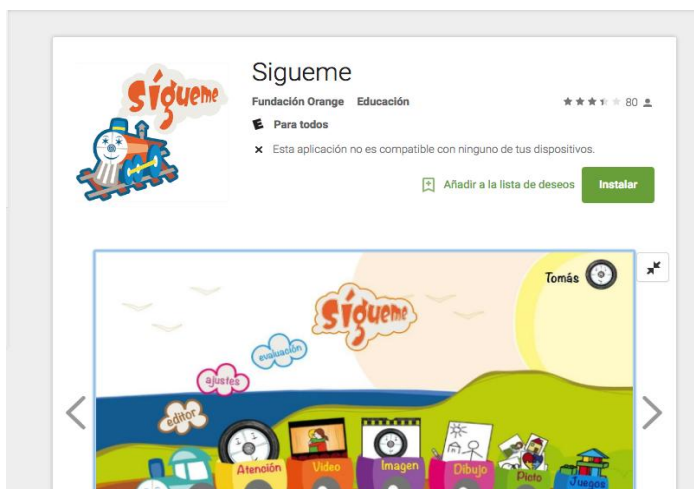 Sígueme
Sigueme
Fundación Orange Educación
80
Para todos
Esta aplicación no es compatible con ninguno de tus dispositivos.
Añadir a la lista de deseos
Instalar
Tomás
Sígueme
evaluación
ajustes
editor
Atención
Video
Imagen
Dibujo
Picto
Juegos